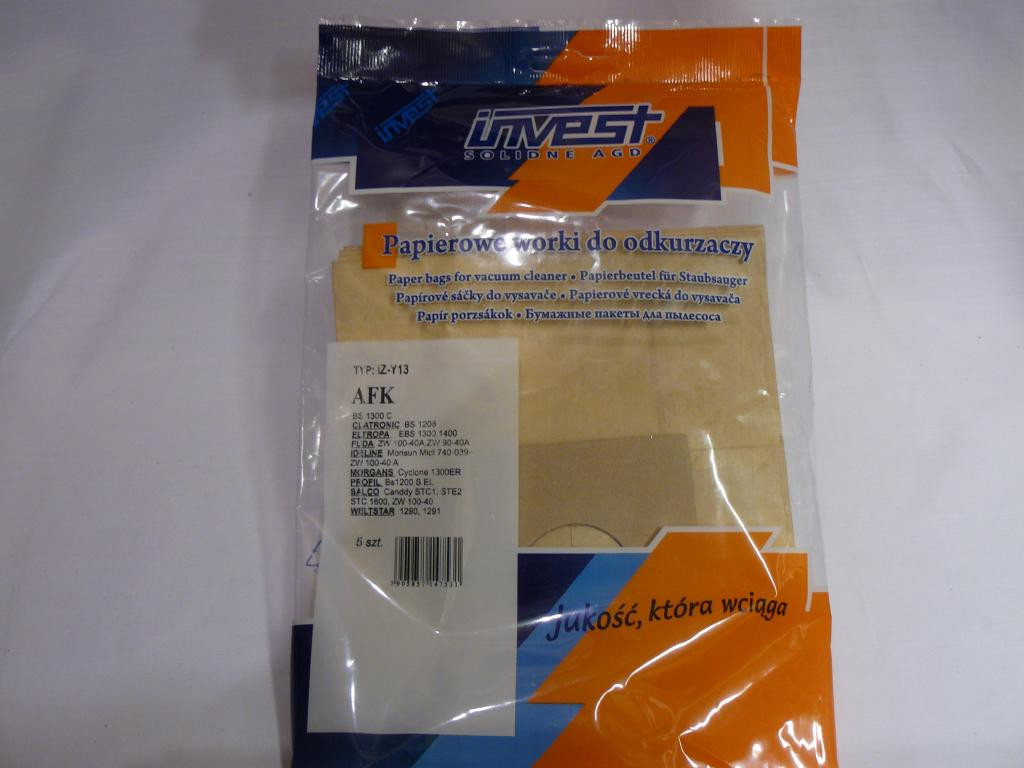 invest
invest
invest®
SOLIDNE AGD
Papierowe worki do odkurzaczy
Paper bags for vacuum cleaner • Papierbeutel für Staubsauger
Papírové sáčky do vysavače • Papierové vrecká do vysavača
Papír porzsákok • Бумажные пакеты для пылесоса
TYP: IZ-Y13
AFK
BS 1300 C
CLATRONIC BS 1208
ELTROPA EBS 1300,1400
FUDA ZW 100-40A,ZW 90-40A
IDELINE Monsun Midi 740-039-
ZW 100-40 A
MORGANS Cyclone 1300ER
PROFIL Bs1200 S EL
SALCO Canddy STC1, STE2
STC 1600, ZW 100-40
WELTSTAR 1290, 1291
5 szt.
jakość, która wciąga